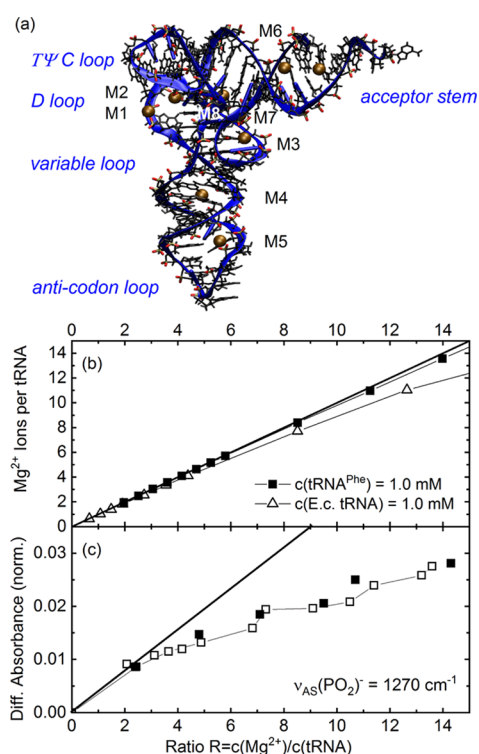 (a)
M6
TΨ C loop
M2
D loop
M1
M8
M7
acceptor stem
M3
variable loop
M4
M5
anti-codon loop
0 2 4 6 8 10 12 14
(b)
14
12
10
8
6
4
2
0
Mg²⁺ Ions per tRNA
c(tRNAᴾʰᵉ) = 1.0 mM
c(E.c. tRNA) = 1.0 mM
(c)
0.03
0.02
0.01
0.00
Diff. Absorbance (norm.)
νAS(PO₂)⁻ = 1270 cm⁻¹
0 2 4 6 8 10 12 14
Ratio R=c(Mg²⁺)/c(tRNA)